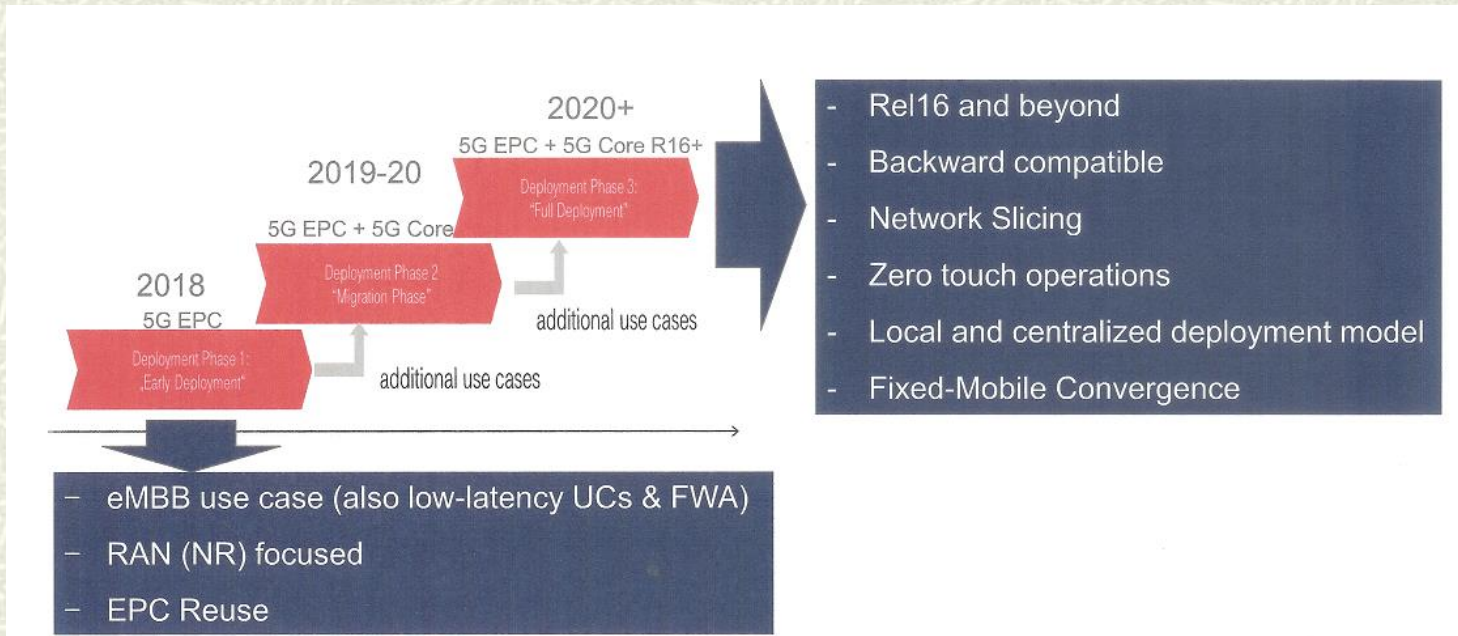 2020+
5G EPC + 5G Core R16+
Deployment Phase 3:
"Full Deployment"
2019-20
5G EPC + 5G Core
Deployment Phase 2
"Migration Phase"
additional use cases
2018
5G EPC
Deployment Phase 1:
„Early Deployment"
additional use cases
- Rel16 and beyond
- Backward compatible
- Network Slicing
- Zero touch operations
- Local and centralized deployment model
- Fixed-Mobile Convergence
– eMBB use case (also low-latency UCs & FWA)
– RAN (NR) focused
– EPC Reuse